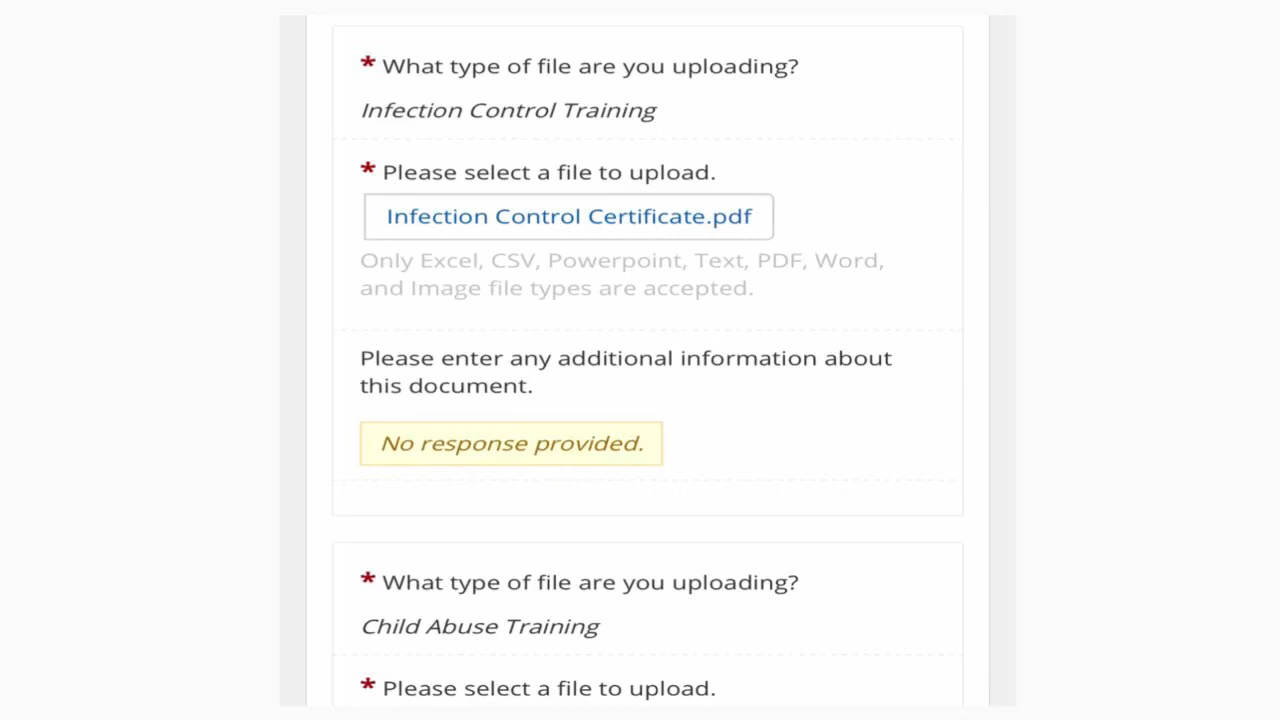 * What type of file are you uploading?
Infection Control Training
* Please select a file to upload.
Infection Control Certificate.pdf
Only Excel, CSV, Powerpoint, Text, PDF, Word,
and Image file types are accepted.
Please enter any additional information about
this document.
No response provided.
* What type of file are you uploading?
Child Abuse Training
* Please select a file to upload.